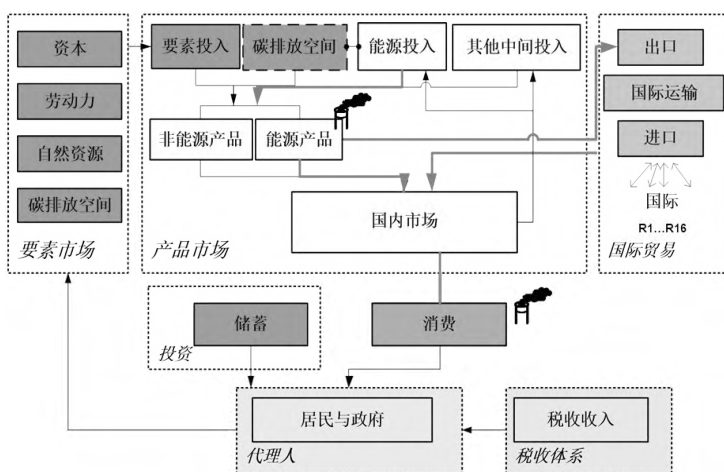 资本
劳动力
自然资源
碳排放空间
要素市场
要素投入
碳排放空间
能源投入
其他中间投入
非能源产品
能源产品
国内市场
产品市场
出口
国际运输
进口
国际
R1...R16
国际贸易
储蓄
投资
消费
居民与政府
代理人
税收收入
税收体系